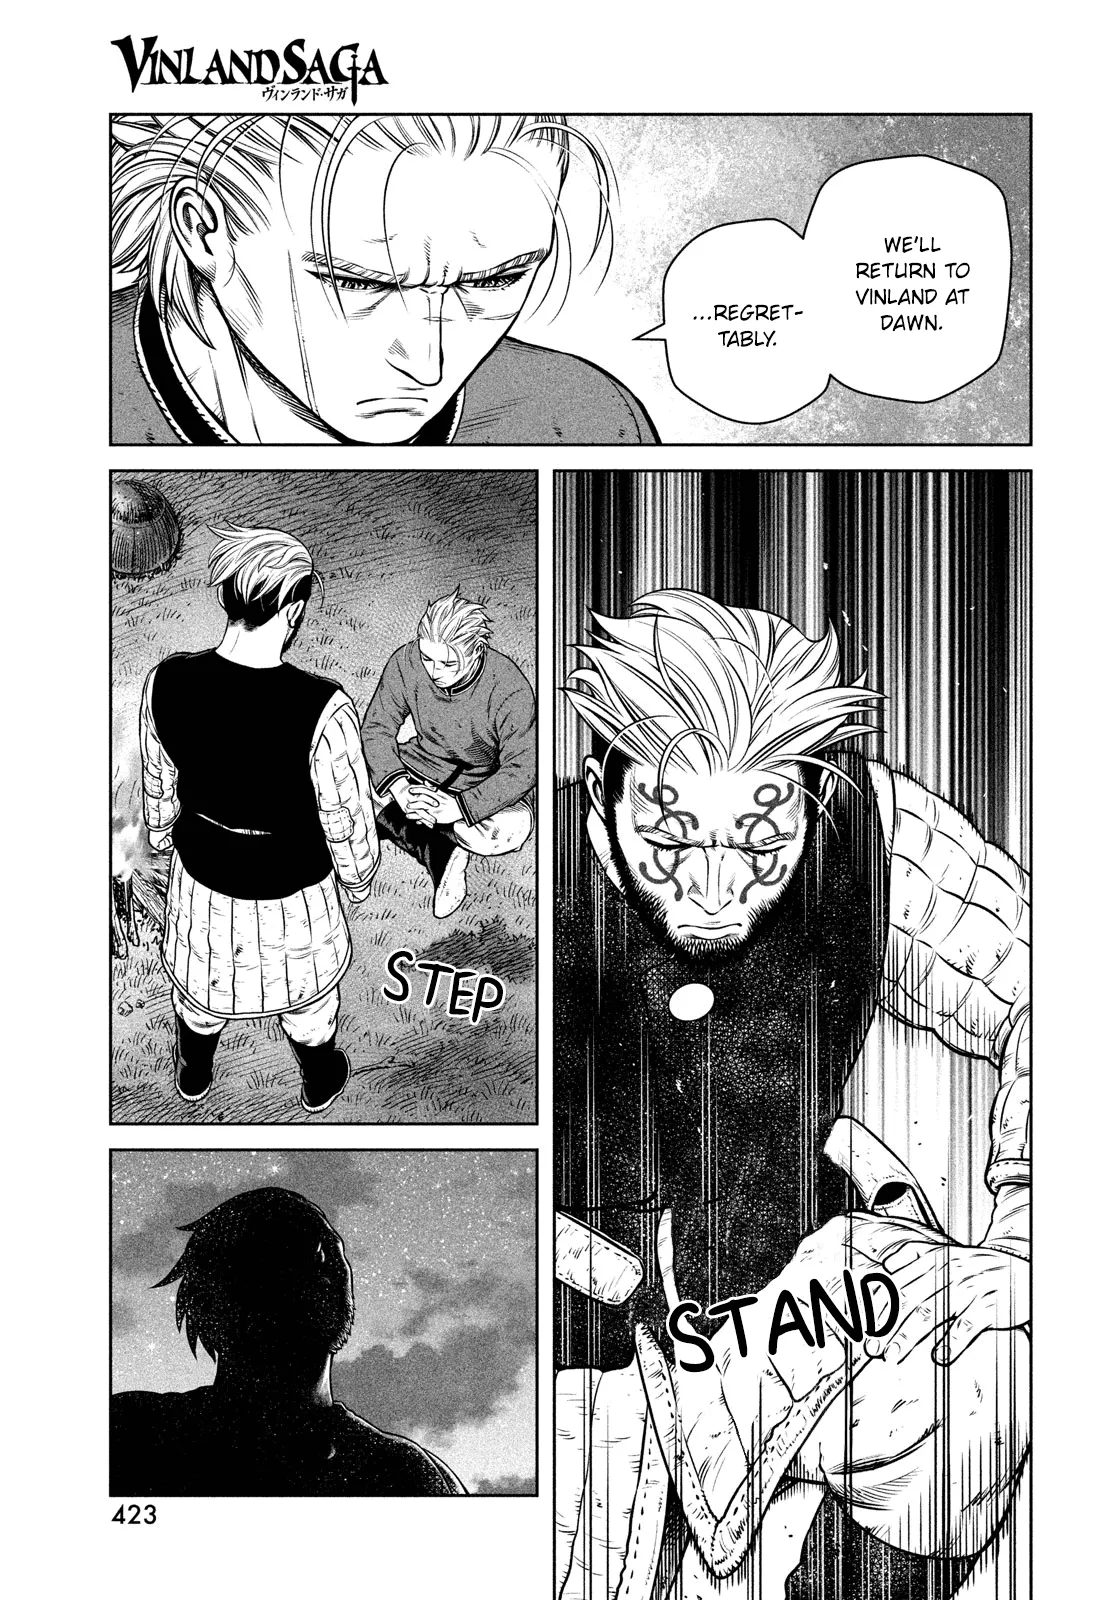 VINLAND SAGA
ヴィンランド・サガ
WE'LL
RETURN TO
VINLAND AT
DAWN.
...REGRET-
TABLY.
STAND
STEP
423